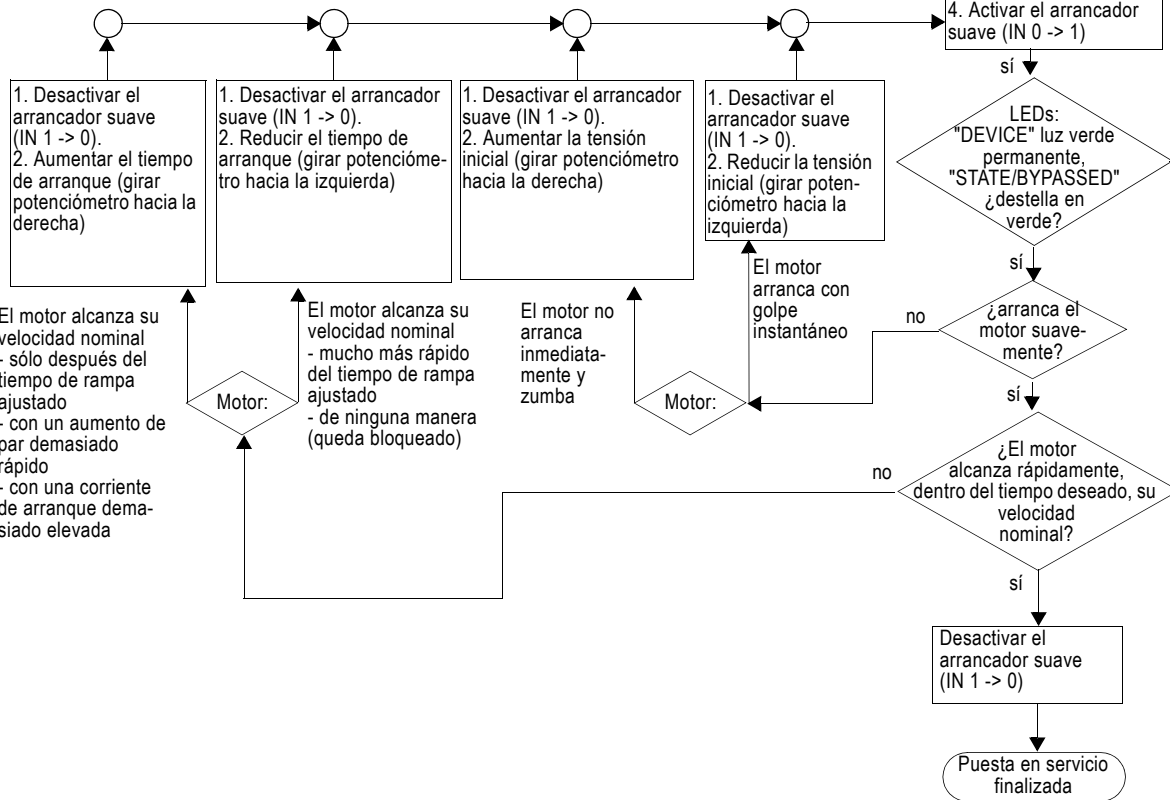 4. Activar el arrancador
suave (IN 0 -> 1)
sí
1. Desactivar el
arrancador suave
(IN 1 -> 0).
2. Aumentar el tiempo
de arranque (girar
potenciómetro hacia la
derecha)
1. Desactivar el arrancador
suave (IN 1 -> 0).
2. Reducir el tiempo de
arranque (girar potencióme-
tro hacia la izquierda)
1. Desactivar el arrancador
suave (IN 1 -> 0).
2. Aumentar la tensión
inicial (girar potenciómetro
hacia la derecha)
1. Desactivar el
arrancador suave
(IN 1 -> 0).
2. Reducir la tensión
inicial (girar poten-
ciómetro hacia la
izquierda)
LEDs:
"DEVICE" luz verde
permanente,
"STATE/BYPASSED"
¿destella en
verde?
sí
El motor alcanza su
velocidad nominal
- sólo después del
tiempo de rampa
ajustado
- con un aumento de
par demasiado
rápido
- con una corriente
de arranque dema-
siado elevada
Motor:
El motor alcanza su
velocidad nominal
- mucho más rápido
del tiempo de rampa
ajustado
- de ninguna manera
(queda bloqueado)
El motor no
arranca
inmediata-
mente y
zumba
Motor:
El motor
arranca con
golpe
instantáneo
no
¿arranca el
motor suave-
mente?
sí
no
¿El motor
alcanza rápidamente,
dentro del tiempo deseado, su
velocidad
nominal?
sí
Desactivar el
arrancador suave
(IN 1 -> 0)
Puesta en servicio
finalizada